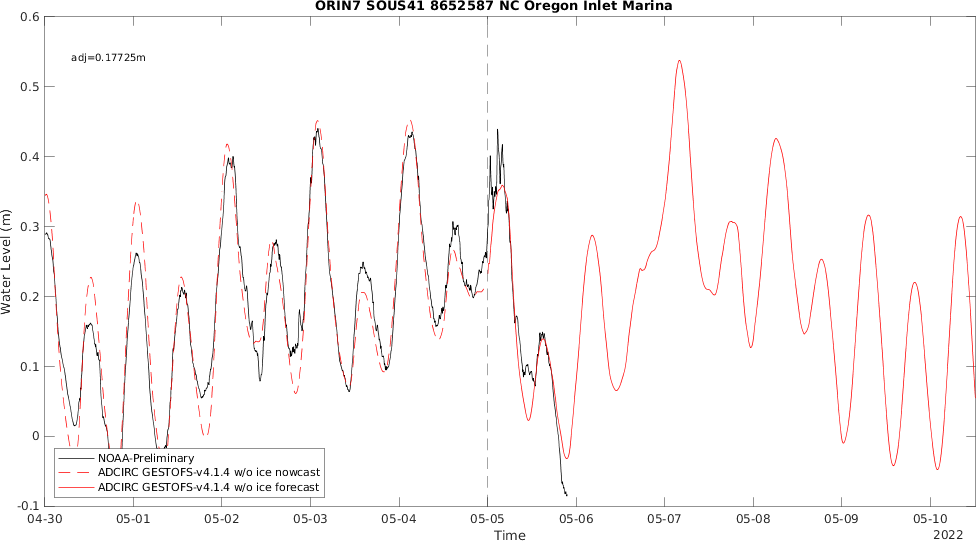 ORIN7 SOUS41 8652587 NC Oregon Inlet Marina
0.6
adj=0.17725m
0.5
0.4
0.3
Water Level (m)
0.2
0.1
0
NOAA-Preliminary
ADCIRC GESTOFS-v4.1.4 w/o ice nowcast
ADCIRC GESTOFS-v4.1.4 w/o ice forecast
-0.1
04-30 05-01 05-02 05-03 05-04 05-05 05-06 05-07 05-08 05-09 05-10
Time 2022